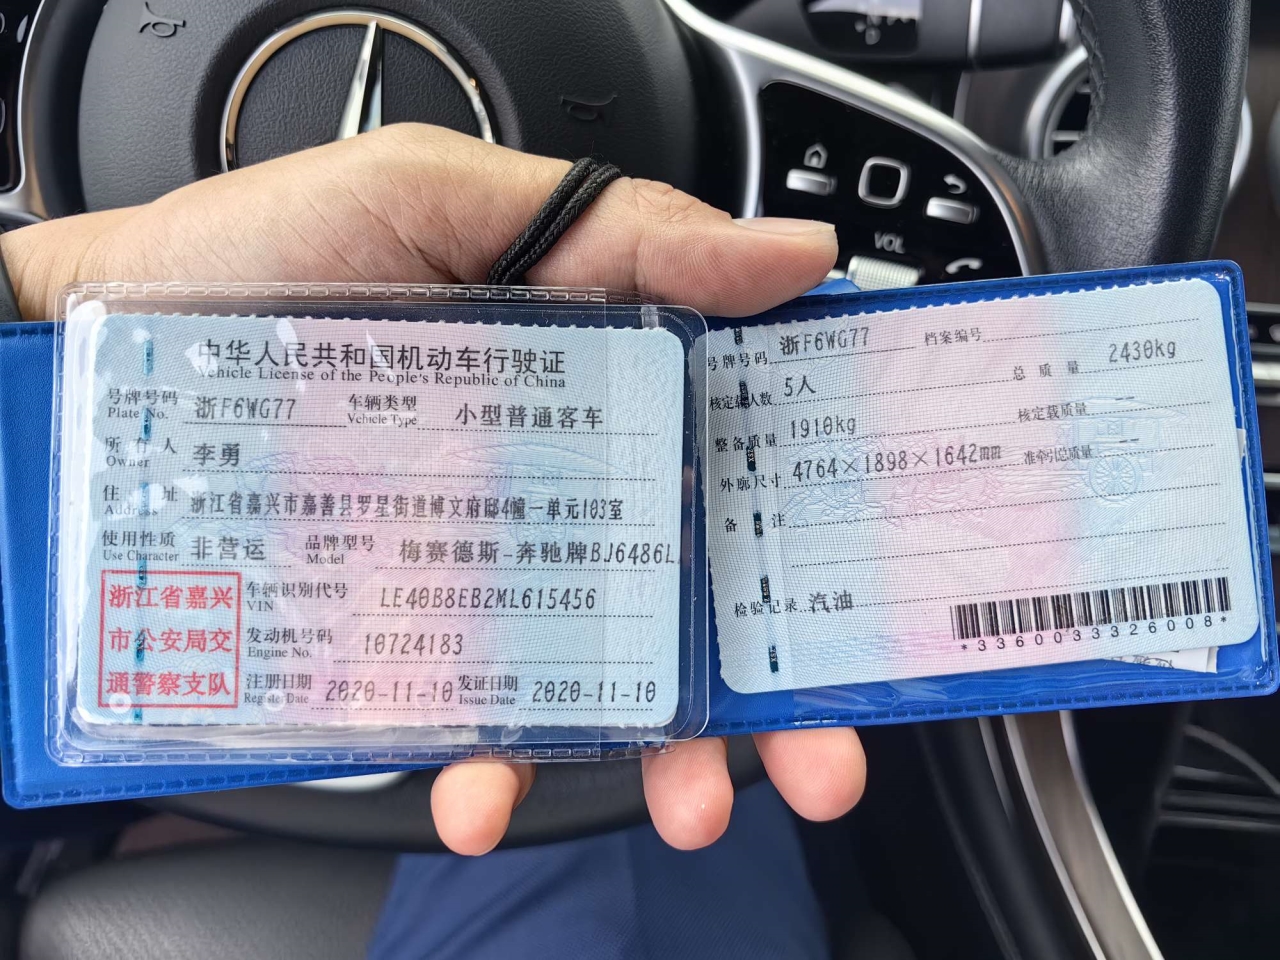 VOL
中华人民共和国机动车行驶证
Vehicle License of the People's Republic of China
号牌号码 浙F6WG77 车辆类型 小型普通客车
Plate No. Vehicle Type
所有人 李勇
Owner
住址 浙江省嘉兴市嘉善县罗星街道博文府邸4幢一单元103室
Address
使用性质 非营运 品牌型号 梅赛德斯-奔驰牌BJ6486L
Use Character Model
浙江省嘉兴
市公安局交
通警察支队
车辆识别代号 LE40B8EB2ML615456
VIN
发动机号码 10724183
Engine No.
注册日期 2020-11-10 发证日期 2020-11-10
Register Date Issue Date
号牌号码 浙F6WG77 档案编号
核定载人数 5人 总质量 2430kg
整备质量 1910kg 核定载质量 --
外廓尺寸 4764×1898×1642mm 准牵引总质量 --
备注
检验记录 汽油
*3360033326008*